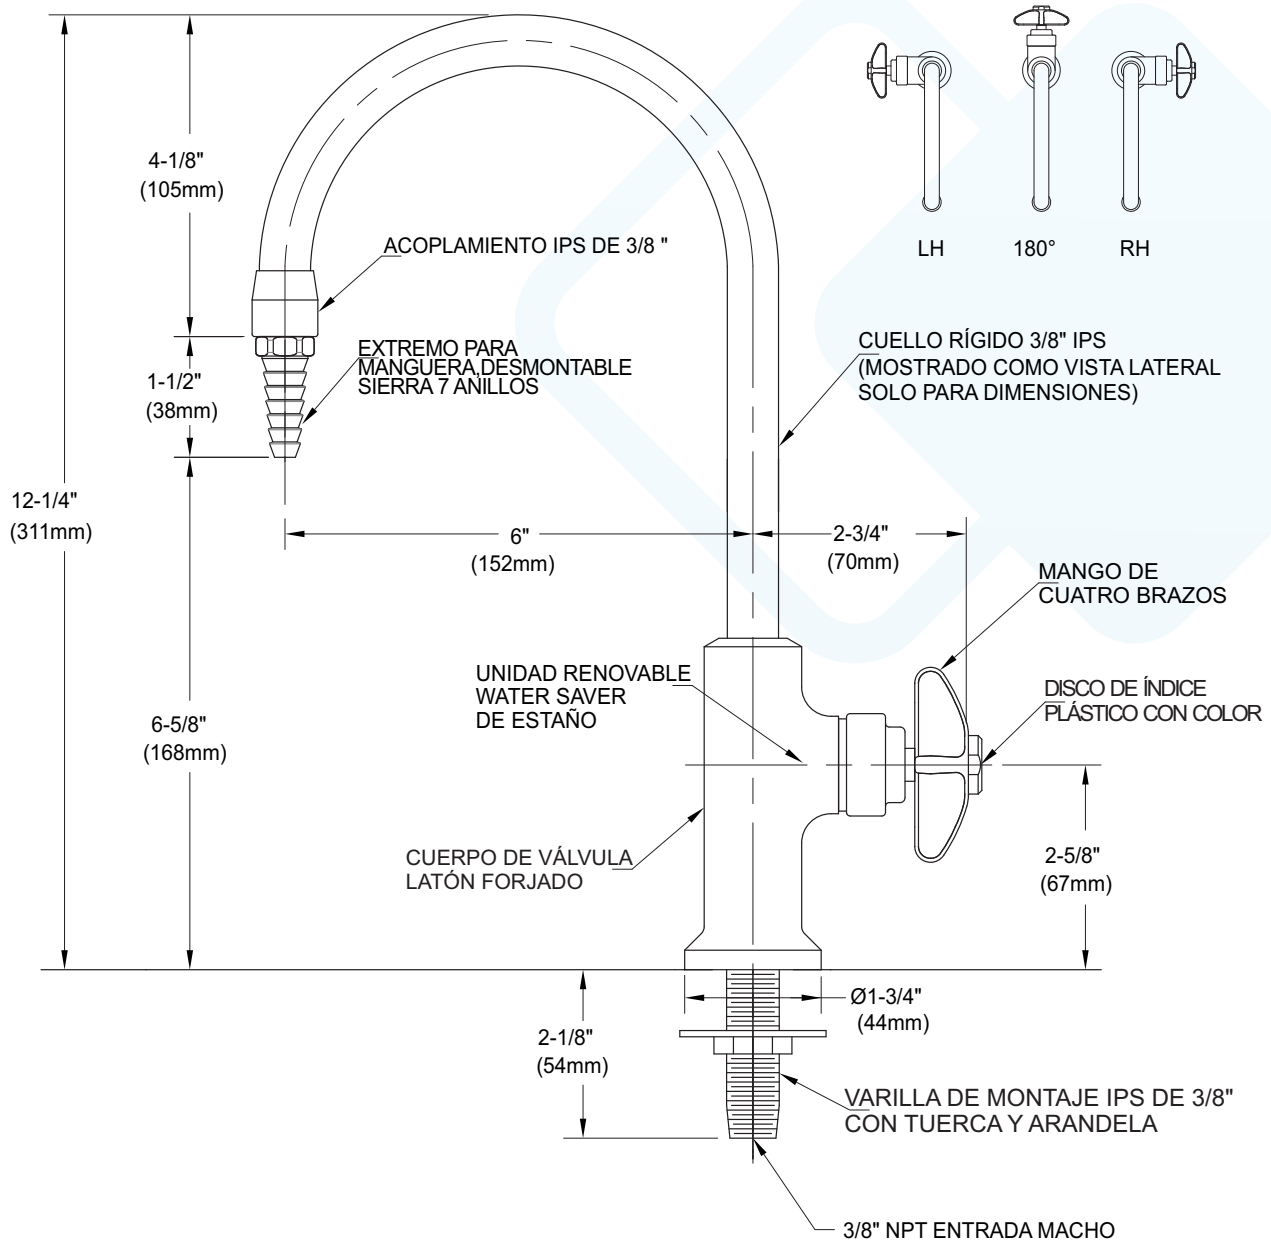 4-1/8"
(105mm)
LH
180°
RH
ACOPLAMIENTO IPS DE 3/8 "
EXTREMO PARA
MANGUERA,DESMONTABLE
SIERRA 7 ANILLOS
CUELLO RÍGIDO 3/8" IPS
(MOSTRADO COMO VISTA LATERAL
SOLO PARA DIMENSIONES)
1-1/2"
(38mm)
12-1/4"
(311mm)
6"
(152mm)
2-3/4"
(70mm)
MANGO DE
CUATRO BRAZOS
UNIDAD RENOVABLE
WATER SAVER
DE ESTAÑO
DISCO DE ÍNDICE
PLÁSTICO CON COLOR
6-5/8"
(168mm)
CUERPO DE VÁLVULA
LATÓN FORJADO
2-5/8"
(67mm)
Ø1-3/4"
(44mm)
2-1/8"
(54mm)
VARILLA DE MONTAJE IPS DE 3/8"
CON TUERCA Y ARANDELA
3/8" NPT ENTRADA MACHO